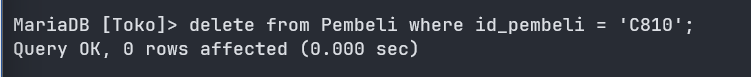 MariaDB [Toko]> delete from Pembeli where id_pembeli = 'C810';
Query OK, 0 rows affected (0.000 sec)